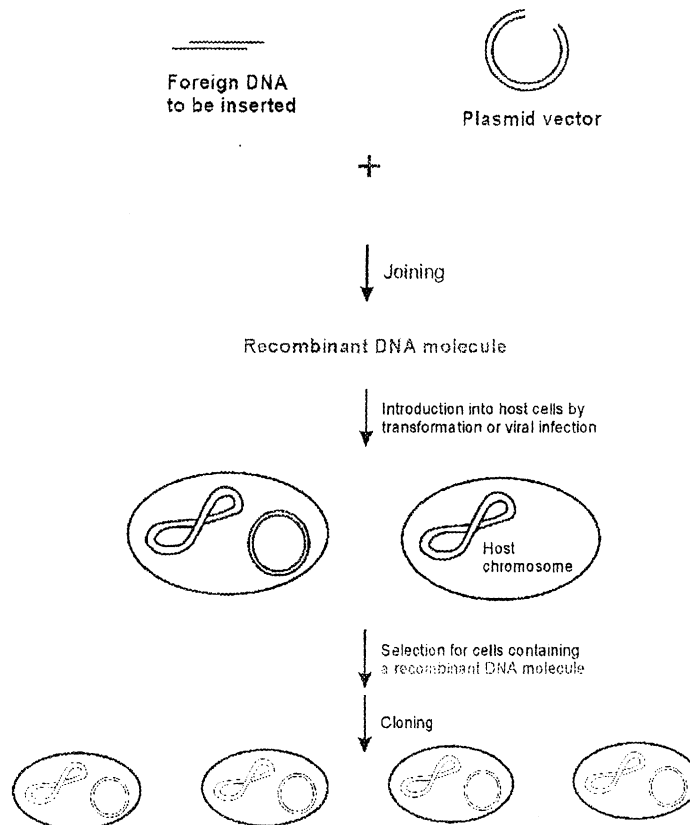 Foreign DNA
to be inserted
Plasmid vector
+
Joining
Recombinant DNA molecule
Introduction into host cells by
transformation or viral infection
Host
chromosome
Selection for cells containing
a recombinant DNA molecule
Cloning